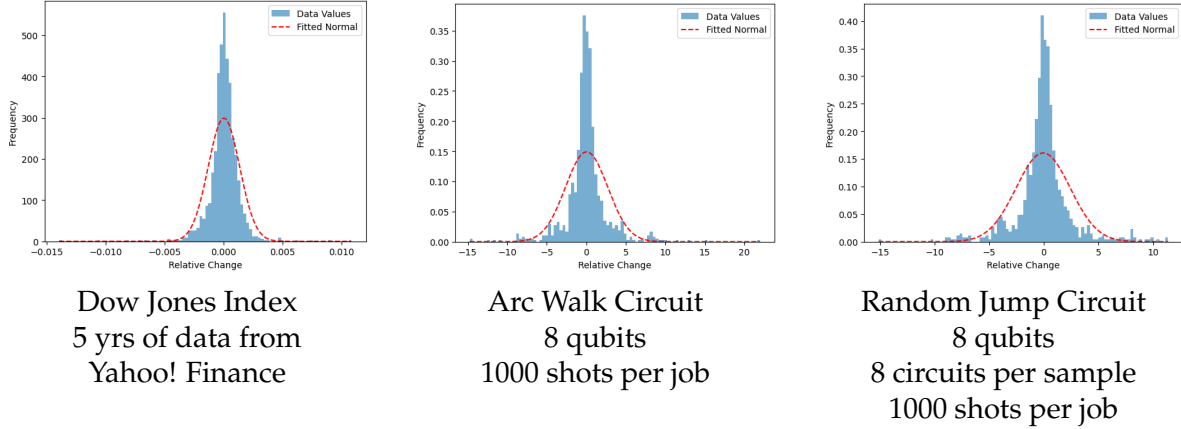 Data Values
Fitted Normal
500
400
300
200
100
0
Frequency
−0.015
−0.010
−0.005
0.000
0.005
0.010
Relative Change
Dow Jones Index
5 yrs of data from
Yahoo! Finance
Data Values
Fitted Normal
0.35
0.30
0.25
0.20
0.15
0.10
0.05
0.00
Frequency
−15
−10
−5
0
5
10
15
20
Relative Change
Arc Walk Circuit
8 qubits
1000 shots per job
Data Values
Fitted Normal
0.40
0.35
0.30
0.25
0.20
0.15
0.10
0.05
0.00
Frequency
−15
−10
−5
0
5
10
Relative Change
Random Jump Circuit
8 qubits
8 circuits per sample
1000 shots per job